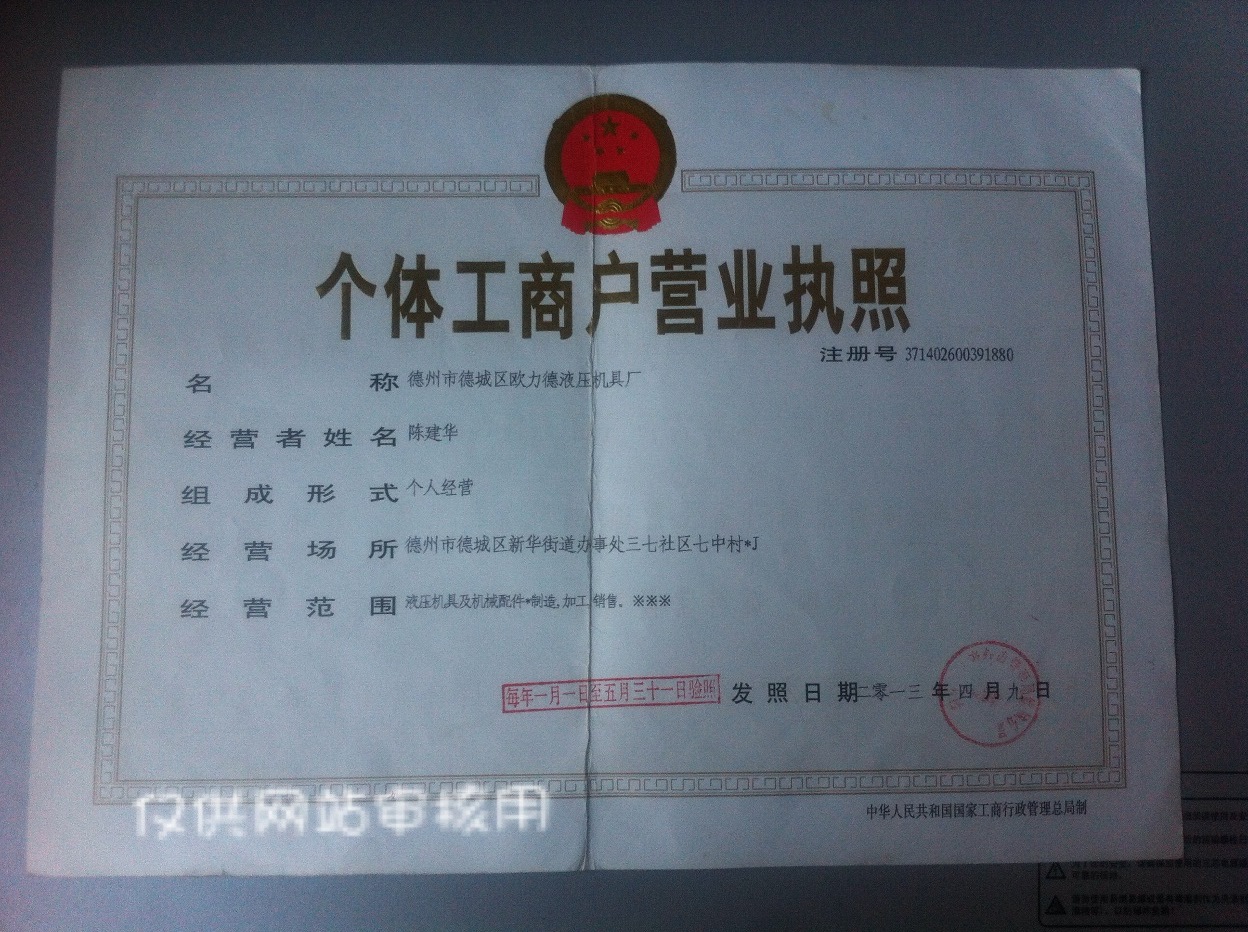 个体工商户营业执照
注册号 371402600391880
名称 德州市德城区欧力德液压机具厂
经营者姓名 陈建华
组成形式 个人经营
经营场所 德州市德城区新华街道办事处三七社区七中村*J
经营范围 液压机具及机械配件*制造,加工,销售。※※※
每年一月一日至五月三十一日验照
发照日期 二零一三年四月九日
仅供网站审核用
中华人民共和国国家工商行政管理总局制